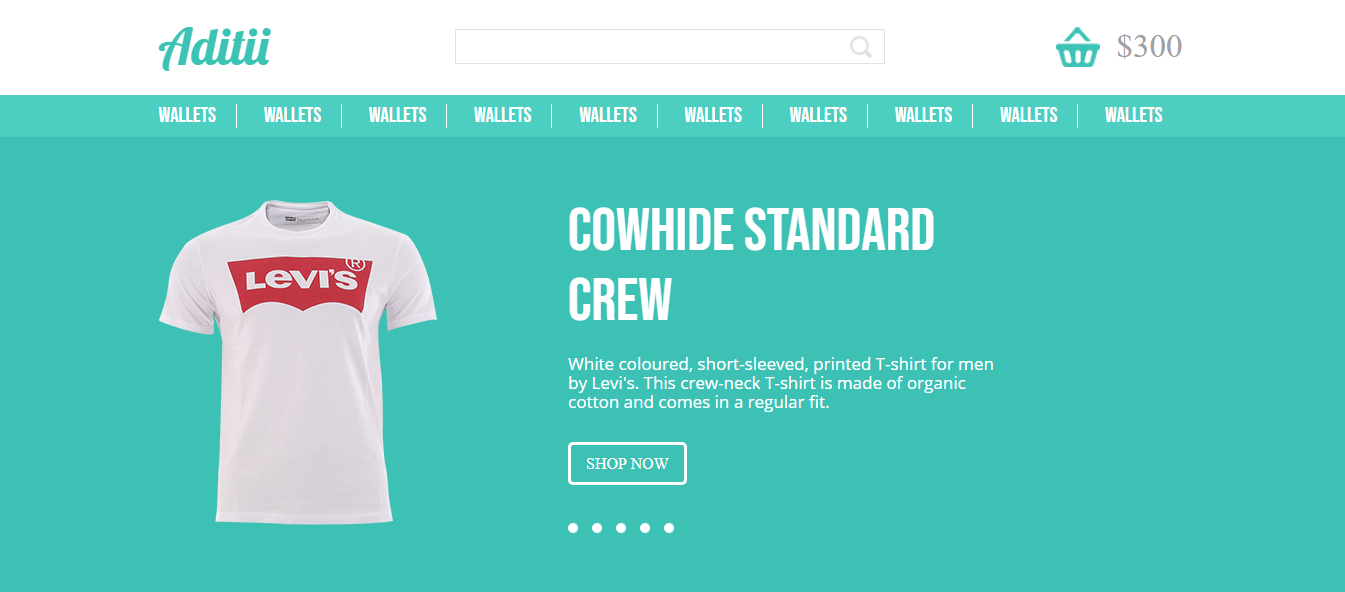 Aditii
$300
WALLETS WALLETS WALLETS WALLETS WALLETS WALLETS WALLETS WALLETS WALLETS WALLETS
LEVI'S ®
COWHIDE STANDARD
CREW
White coloured, short-sleeved, printed T-shirt for men
by Levi's. This crew-neck T-shirt is made of organic
cotton and comes in a regular fit.
SHOP NOW